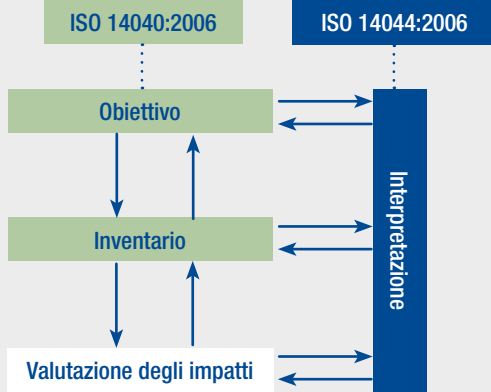 ISO 14040:2006
ISO 14044:2006
Obiettivo
Inventario
Interpretazione
Valutazione degli impatti